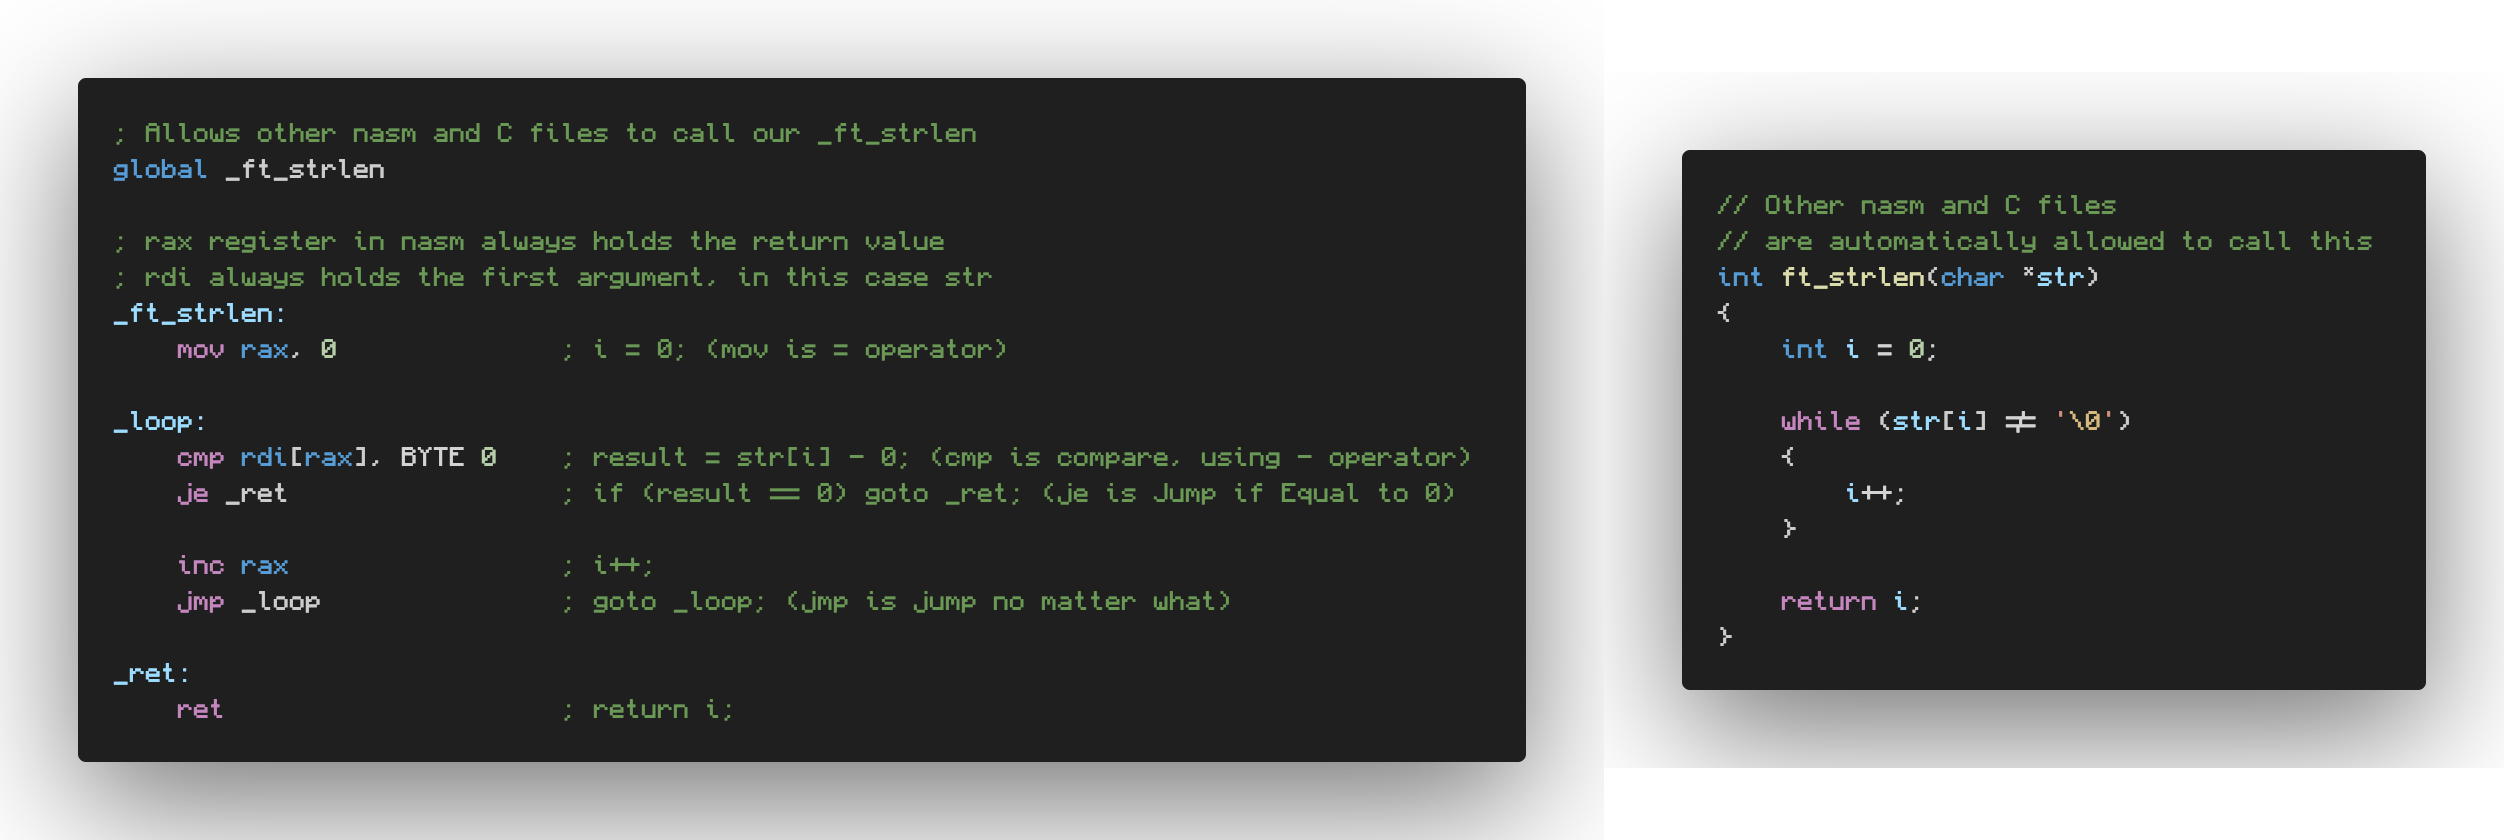 ; Allows other nasm and C files to call our _ft_strlen
global _ft_strlen
; rax register in nasm always holds the return value
; rdi always holds the first argument, in this case str
_ft_strlen:
    mov rax, 0              ; i = 0; (mov is = operator)
_loop:
    cmp rdi[rax], BYTE 0    ; result = str[i] - 0; (cmp is compare, using - operator)
    je _ret                 ; if (result == 0) goto _ret; (je is Jump if Equal to 0)
    inc rax                 ; i++;
    jmp _loop               ; goto _loop; (jmp is jump no matter what)
_ret:
    ret                     ; return i;
// Other nasm and C files
// are automatically allowed to call this
int ft_strlen(char *str)
{
    int i = 0;
    while (str[i] != '\0')
    {
        i++;
    }
    return i;
}